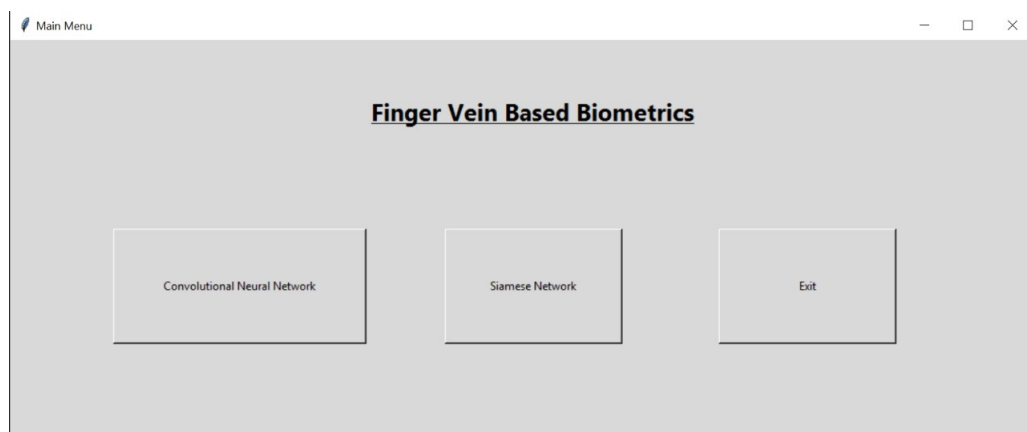 Main Menu
Finger Vein Based Biometrics
Convolutional Neural Network
Siamese Network
Exit